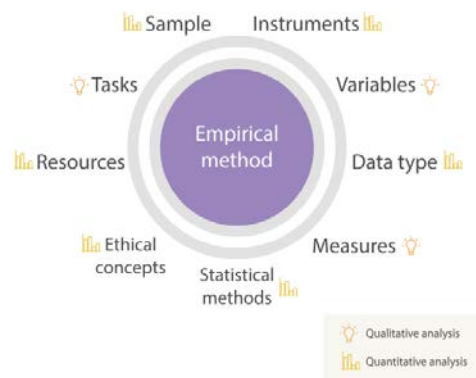 Sample Instruments
Tasks
Variables
Empirical
method
Resources
Data type
Ethical
concepts
Measures
Statistical
methods
Qualitative analysis
Quantitative analysis